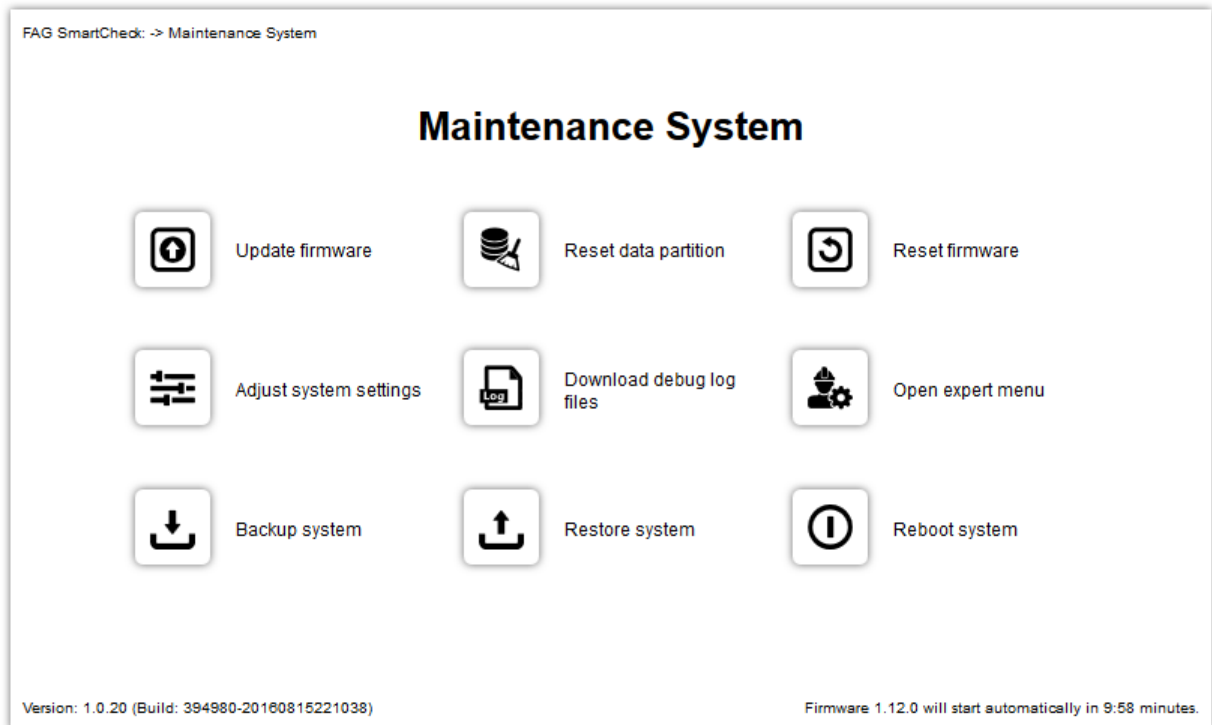 FAG SmartCheck: -> Maintenance System
Maintenance System
Update firmware
Reset data partition
Reset firmware
Adjust system settings
Log
Download debug log
files
Open expert menu
Backup system
Restore system
Reboot system
Version: 1.0.20 (Build: 394980-20160815221038)
Firmware 1.12.0 will start automatically in 9:58 minutes.